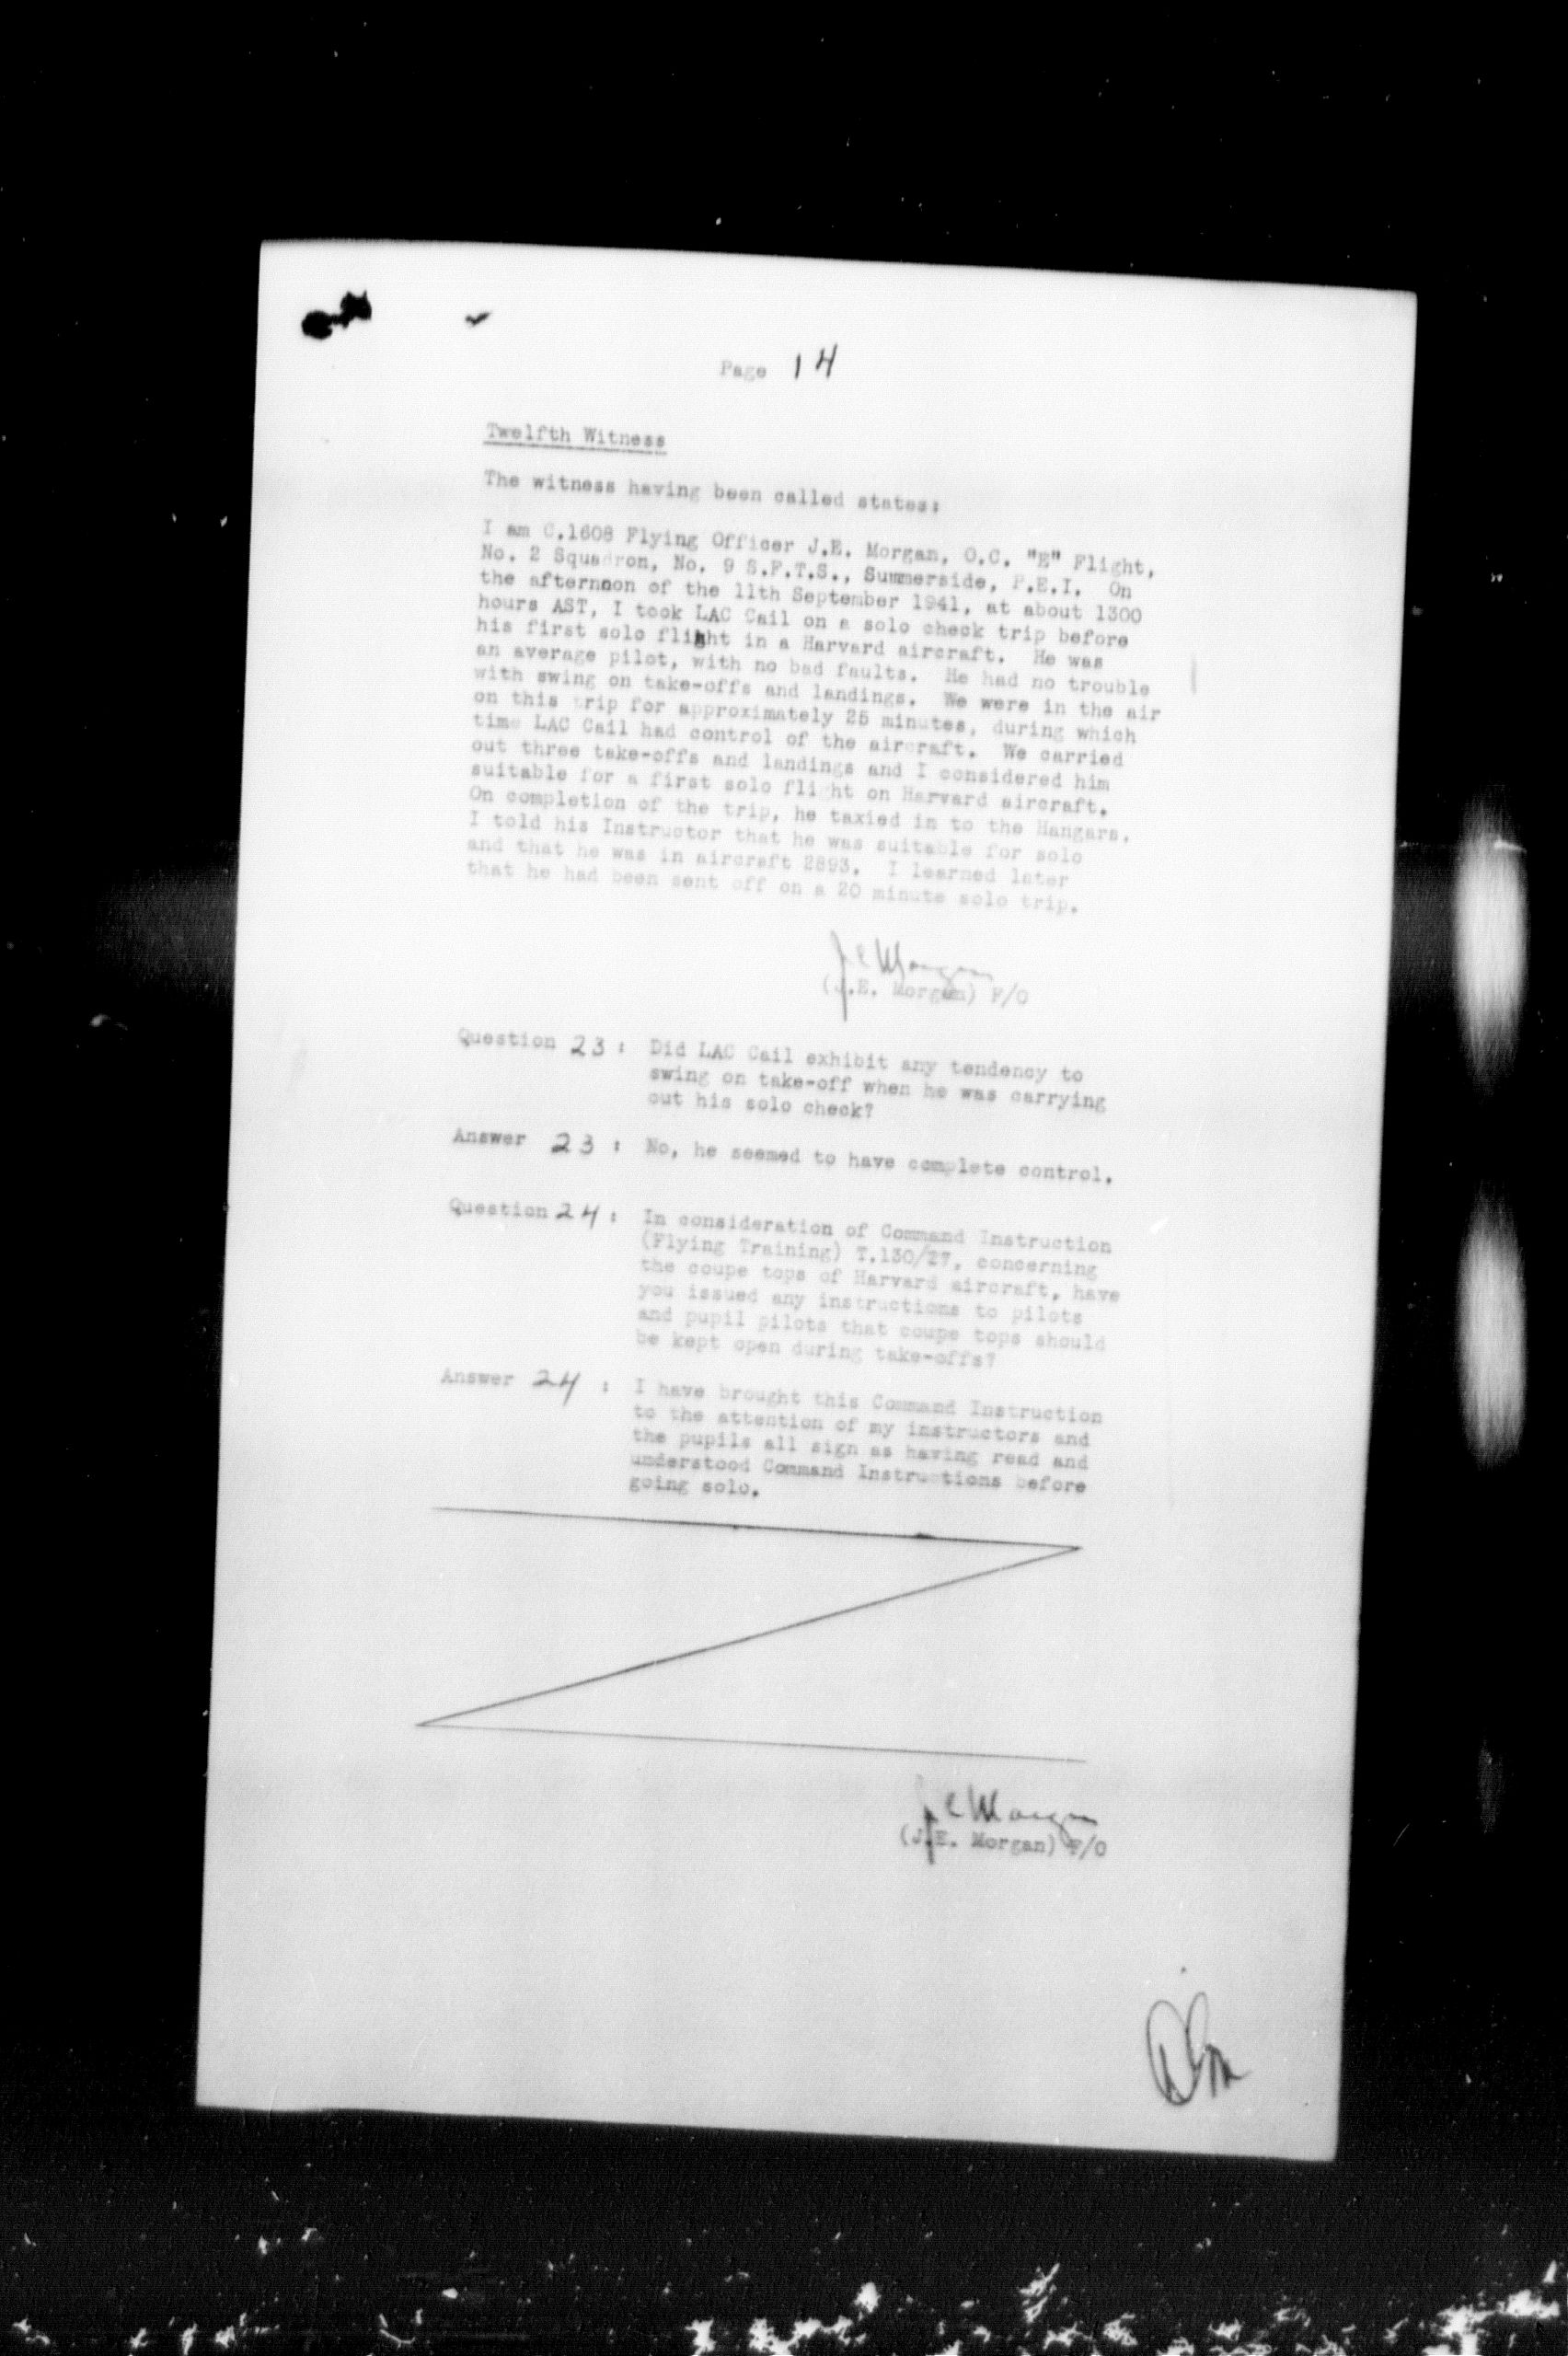 Page 14
Twelfth Witness
The witness having been called states:
I am C.1608 Flying Officer J.E. Morgan, O.C. "E" Flight,
No. 2 Squadron, No. 9 S.F.T.S., Summerside, P.E.I. On
the afternoon of the 11th September 1941, at about 1300
hours AST, I took LAC Cail on a solo check trip before
his first solo flight in a Harvard aircraft. He was
an average pilot, with no bad faults. He had no trouble
with swing on take-offs and landings. We were in the air
on this trip for approximately 25 minutes, during which
time LAC Cail had control of the aircraft. We carried
out three take-offs and landings and I considered him
suitable for a first solo flight on Harvard aircraft.
On completion of the trip, he taxied in to the Hangars.
I told his Instructor that he was suitable for solo
and that he was in aircraft 2893. I learned later
that he had been sent off on a 20 minute solo trip.
J E Morgan
(J.E. Morgan) F/O
Question 23 : Did LAC Cail exhibit any tendency to
swing on take-off when he was carrying
out his solo check?
Answer 23 : No, he seemed to have complete control.
Question 24 : In consideration of Command Instruction
(Flying Training) T.130/27, concerning
the coupe tops of Harvard aircraft, have
you issued any instructions to pilots
and pupil pilots that coupe tops should
be kept open during take-offs?
Answer 24 : I have brought this Command Instruction
to the attention of my instructors and
the pupils all sign as having read and
understood Command Instructions before
going solo.
J E Morgan
(J.E. Morgan) F/O